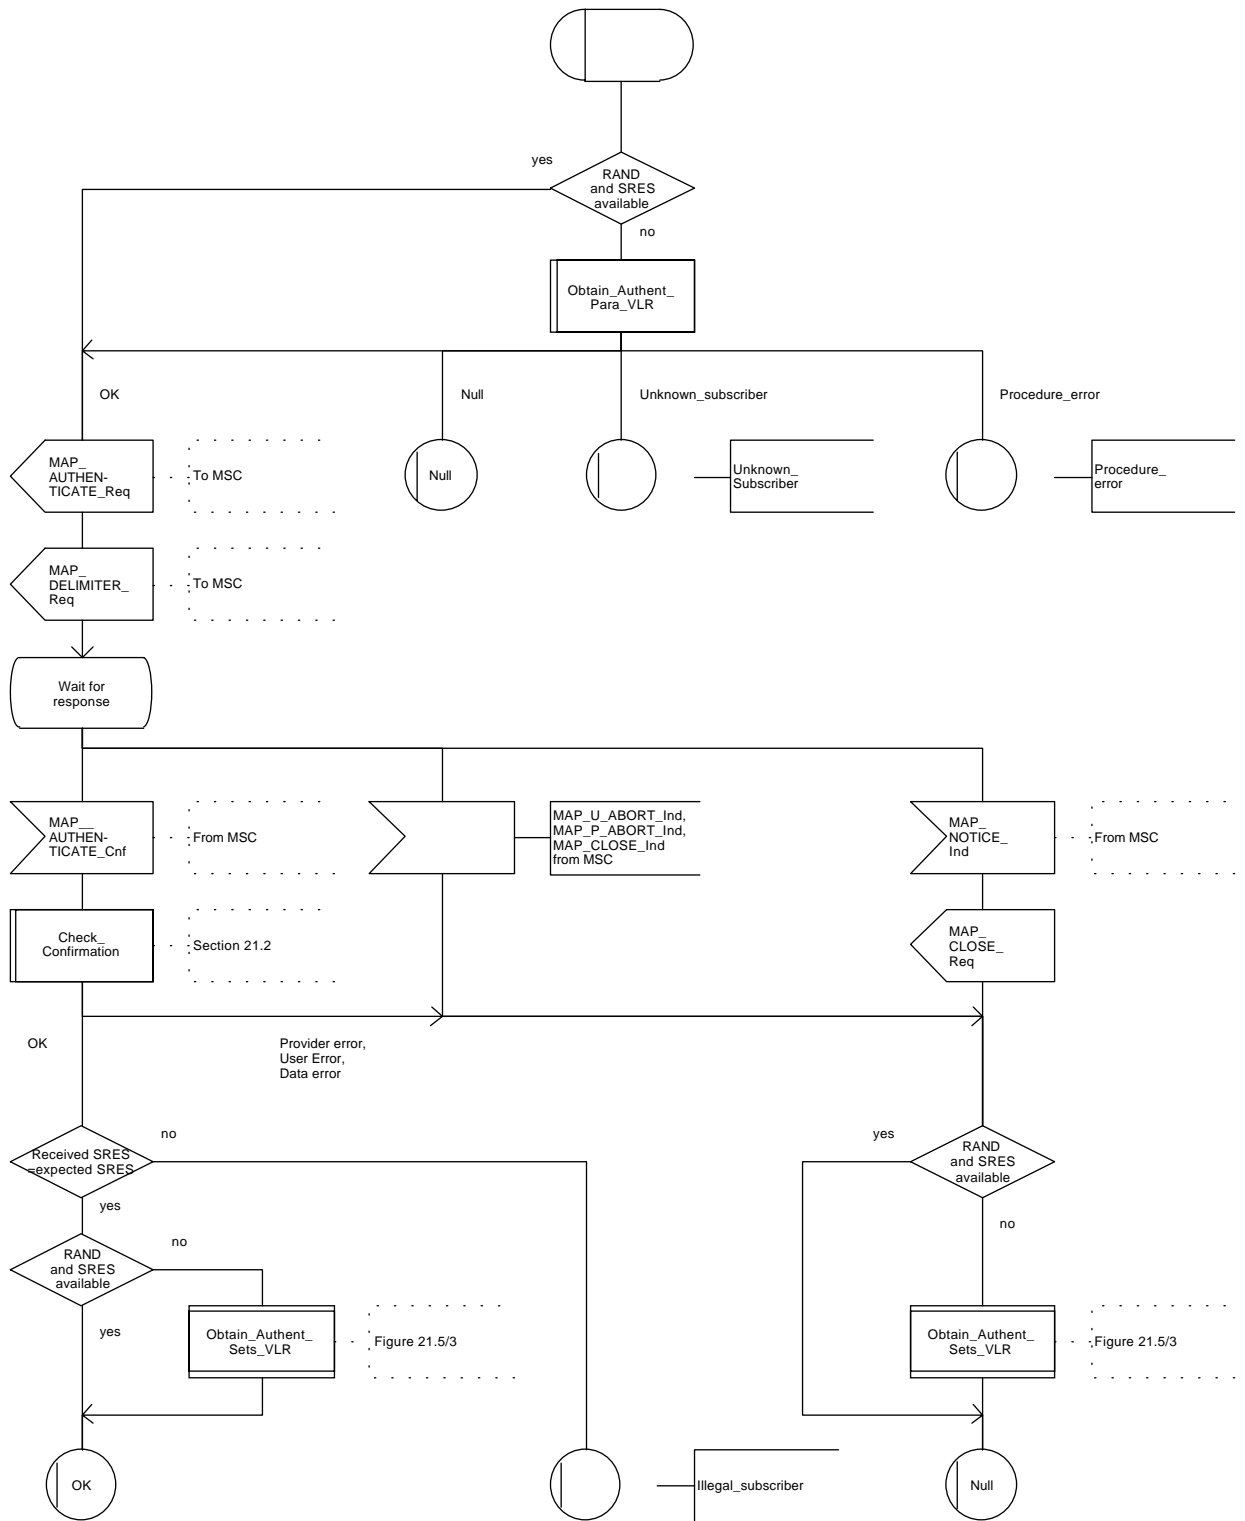 yes
RAND
and SRES
available
no
Obtain_Authent_
Para_VLR
OK
Null
Unknown_subscriber
Procedure_error
MAP_
AUTHEN-
TICATE_Req
To MSC
Null
Unknown_
Subscriber
Procedure_
error
MAP_
DELIMITER_
Req
To MSC
Wait for
response
MAP__
AUTHEN-
TICATE_Cnf
From MSC
MAP_U_ABORT_Ind,
MAP_P_ABORT_Ind,
MAP_CLOSE_Ind
from MSC
MAP_
NOTICE_
Ind
From MSC
Check_
Confirmation
Section 21.2
MAP_
CLOSE_
Req
OK
Provider error,
User Error,
Data error
no
Received SRES
=expected SRES
yes
yes
RAND
and SRES
available
no
no
RAND
and SRES
available
yes
Obtain_Authent_
Sets_VLR
Figure 21.5/3
Obtain_Authent_
Sets_VLR
Figure 21.5/3
OK
Illegal_subscriber
Null